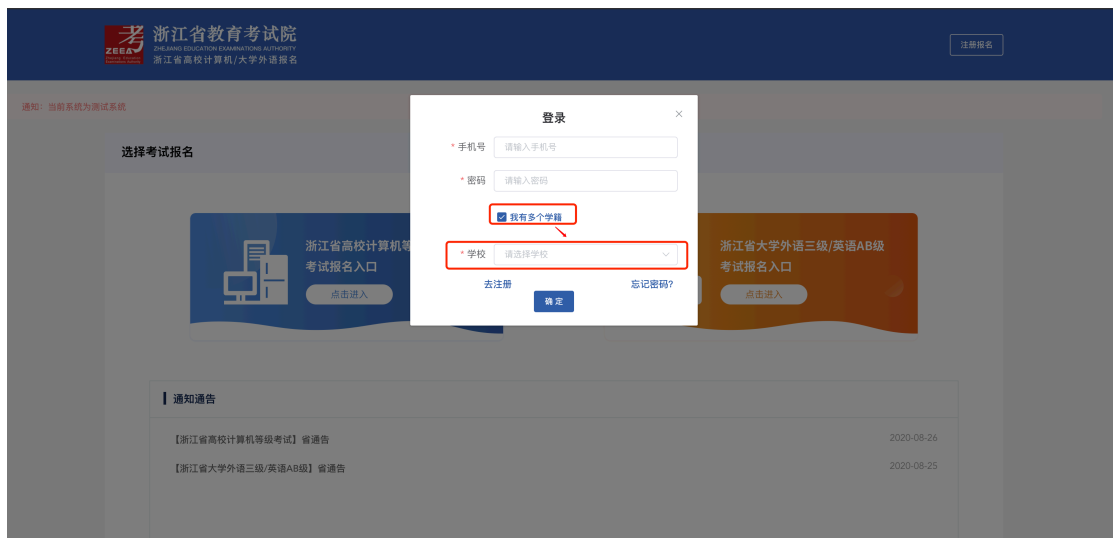 考
ZEEA
浙江省教育考试院
ZHEJIANG EDUCATION EXAMINATIONS AUTHORITY
浙江省高校计算机/大学外语报名
注册报名
通知：当前系统为测试系统
登录
×
选择考试报名
* 手机号 请输入手机号
* 密码 请输入密码
我有多个学籍
* 学校 请选择学校
去注册 忘记密码?
确定
浙江省高校计算机等
考试报名入口
点击进入
浙江省大学外语三级/英语AB级
考试报名入口
点击进入
通知通告
【浙江省高校计算机等级考试】省通告 2020-08-26
【浙江省大学外语三级/英语AB级】省通告 2020-08-25